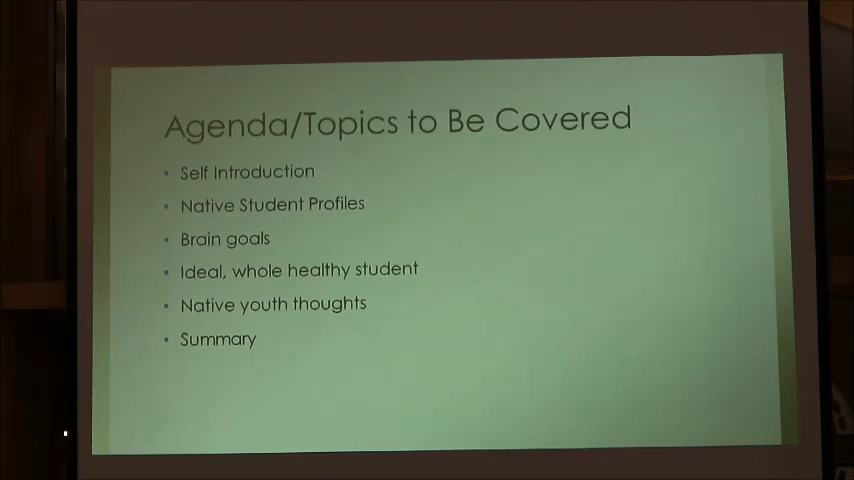 Agenda/Topics to Be Covered
• Self Introduction
• Native Student Profiles
• Brain goals
• Ideal, whole healthy student
• Native youth thoughts
• Summary